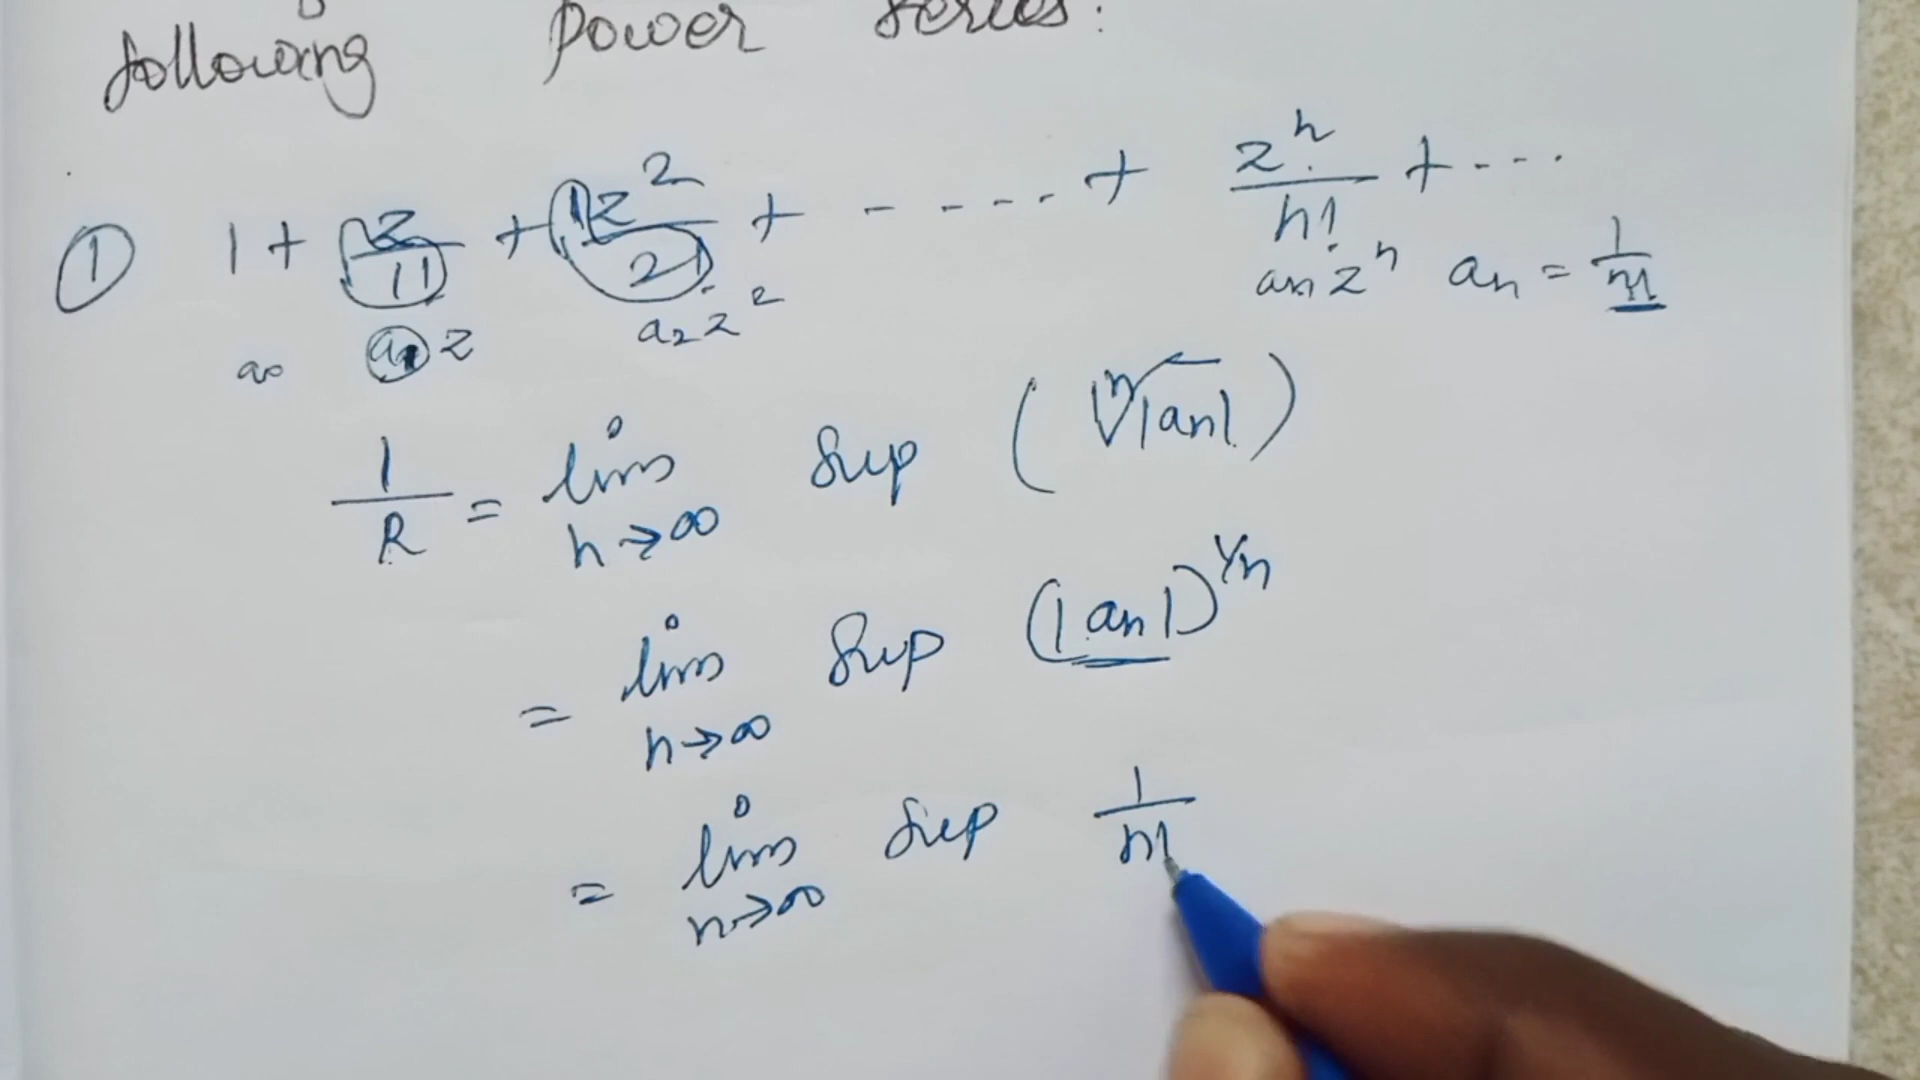 following power series:
① 1 + z/1! + 1z²/2! + - - - - - + zⁿ/n! + - - -
a₀ a₁z a₂z² aₙzⁿ aₙ = 1/n!
1/R = lim n→∞ Sup (ⁿ√|aₙ|)
= lim n→∞ Sup (|aₙ|)^1/n
= lim n→∞ Sup 1/n!